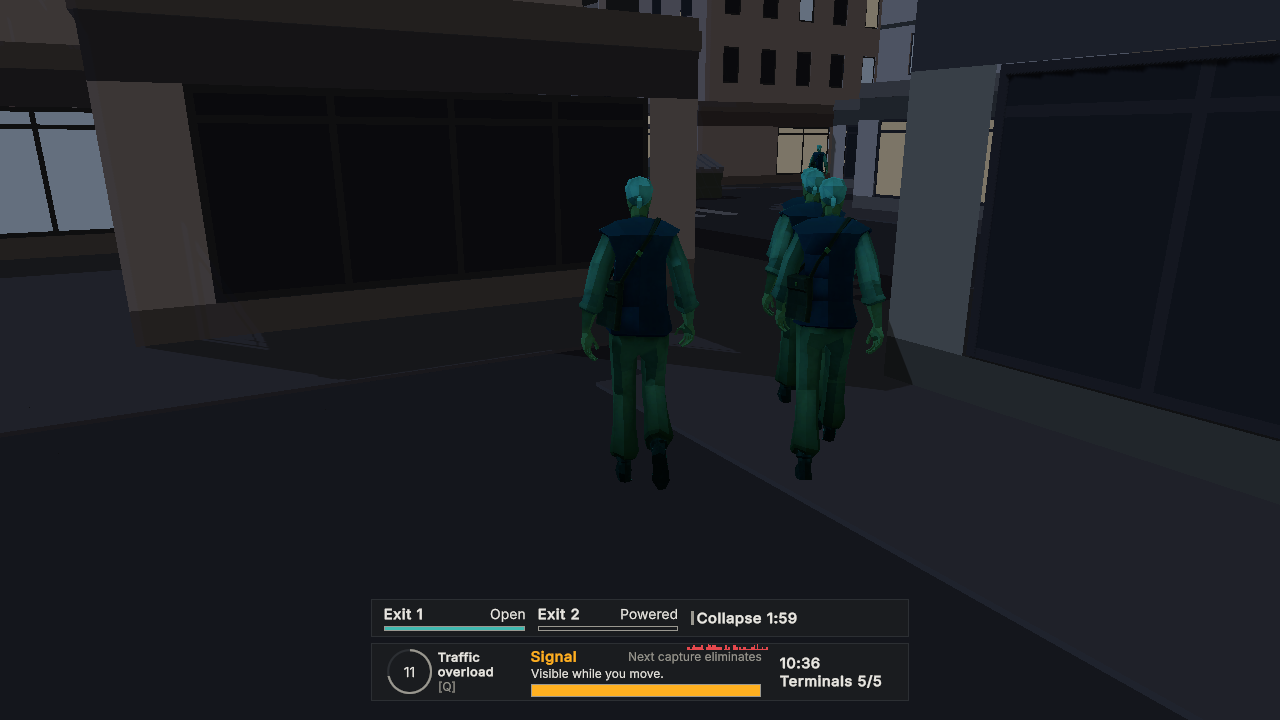 Exit 1 Open Exit 2 Powered Collapse 1:59
11
Traffic
overload
[Q]
Signal Next capture eliminates
Visible while you move.
10:36
Terminals 5/5